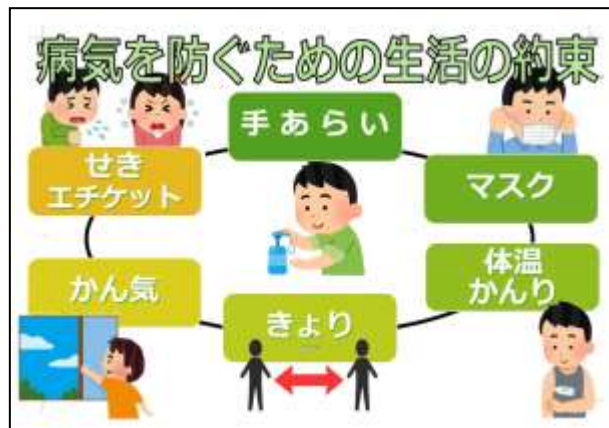 病気を防ぐための生活の約束
手あらい
マスク
体温
かんり
きょり
かん気
せき
エチケット